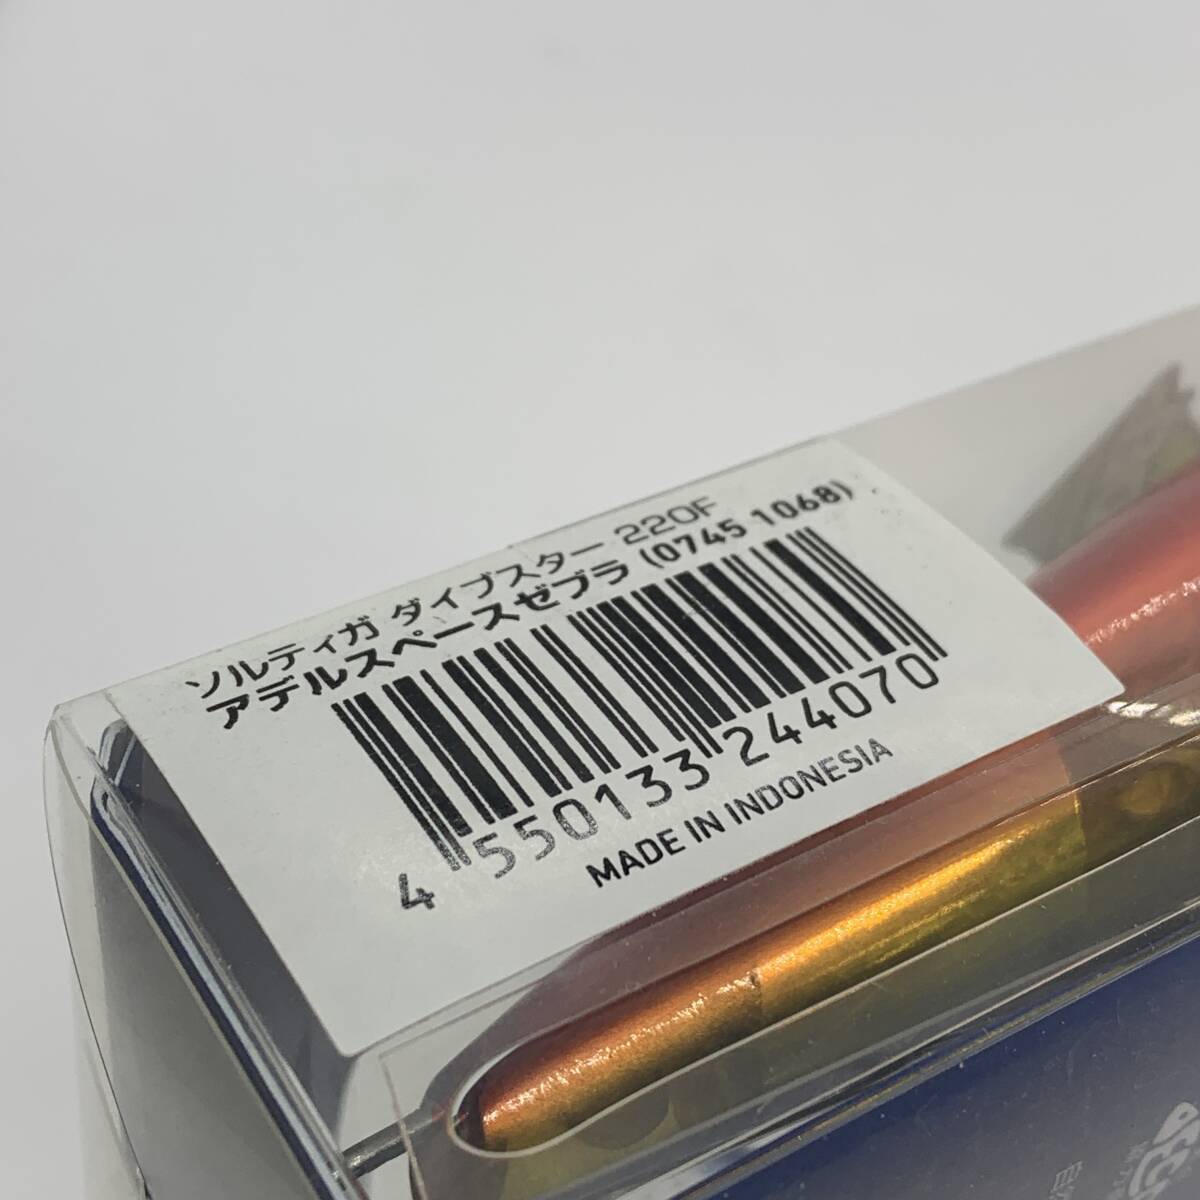 ソルティガ ダイブスター 220F
アデルスペースゼブラ (0745 1068)
4 550133 244070
MADE IN INDONESIA